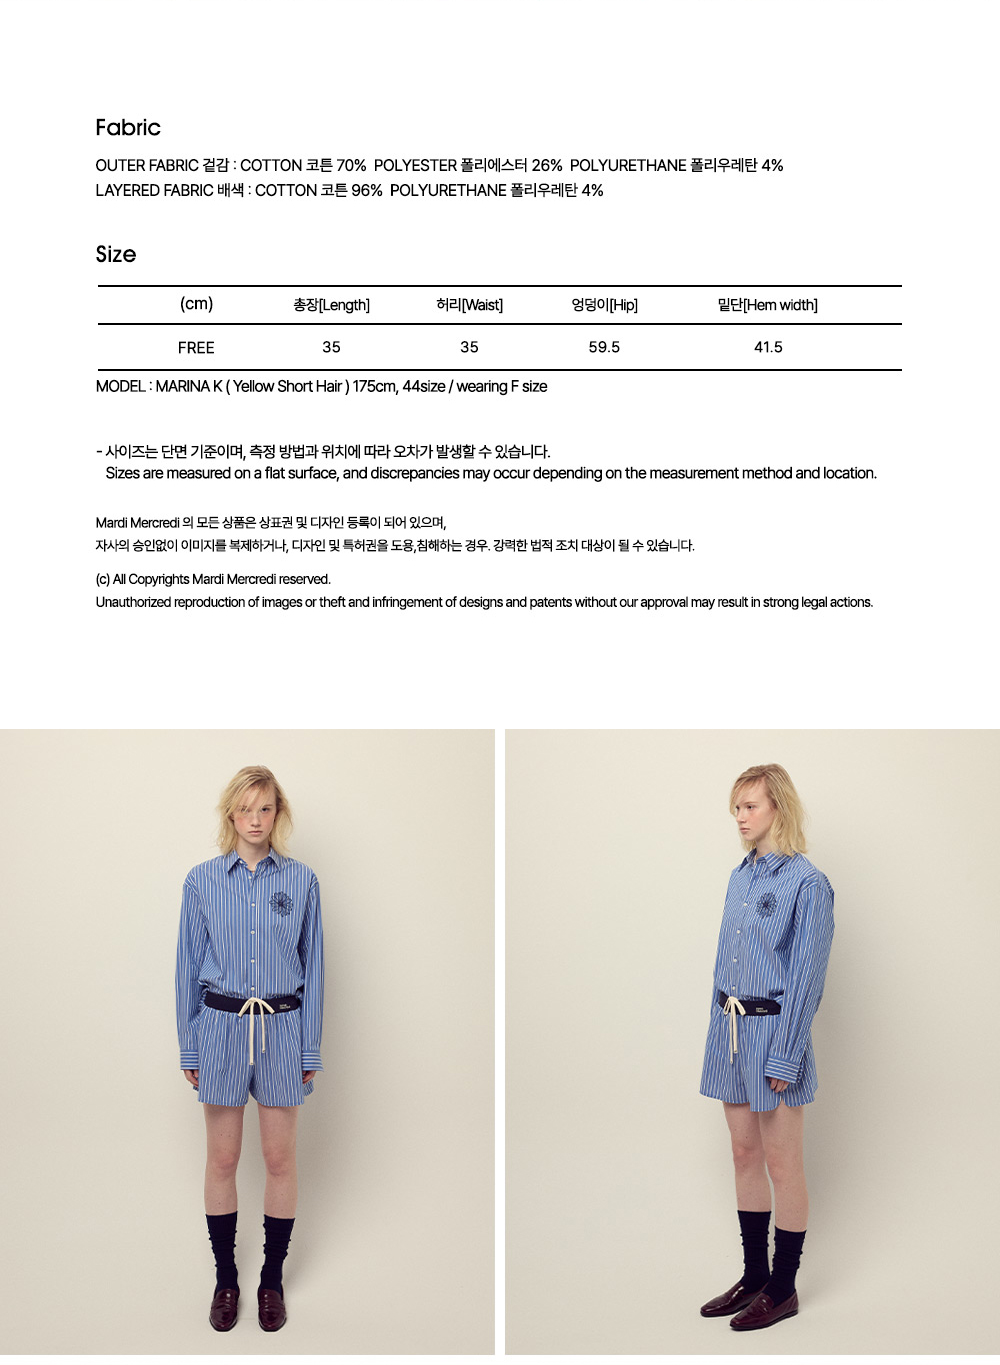 Fabric
OUTER FABRIC 겉감 : COTTON 코튼 70%  POLYESTER 폴리에스터 26%  POLYURETHANE 폴리우레탄 4%
LAYERED FABRIC 배색 : COTTON 코튼 96%  POLYURETHANE 폴리우레탄 4%
Size
(cm) 총장[Length] 허리[Waist] 엉덩이[Hip] 밑단[Hem width]
FREE 35 35 59.5 41.5
MODEL : MARINA K ( Yellow Short Hair ) 175cm, 44size / wearing F size
- 사이즈는 단면 기준이며, 측정 방법과 위치에 따라 오차가 발생할 수 있습니다.
Sizes are measured on a flat surface, and discrepancies may occur depending on the measurement method and location.
Mardi Mercredi 의 모든 상품은 상표권 및 디자인 등록이 되어 있으며,
자사의 승인없이 이미지를 복제하거나, 디자인 및 특허권을 도용,침해하는 경우. 강력한 법적 조치 대상이 될 수 있습니다.
(c) All Copyrights Mardi Mercredi reserved.
Unauthorized reproduction of images or theft and infringement of designs and patents without our approval may result in strong legal actions.